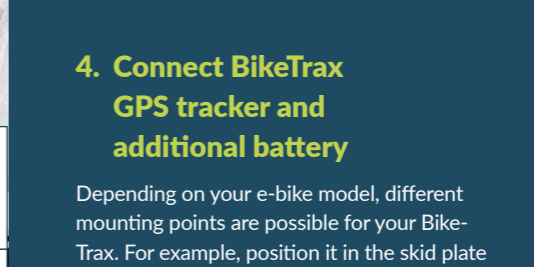 4. Connect BikeTrax
GPS tracker and
additional battery
Depending on your e-bike model, different
mounting points are possible for your Bike-
Trax. For example, position it in the skid plate